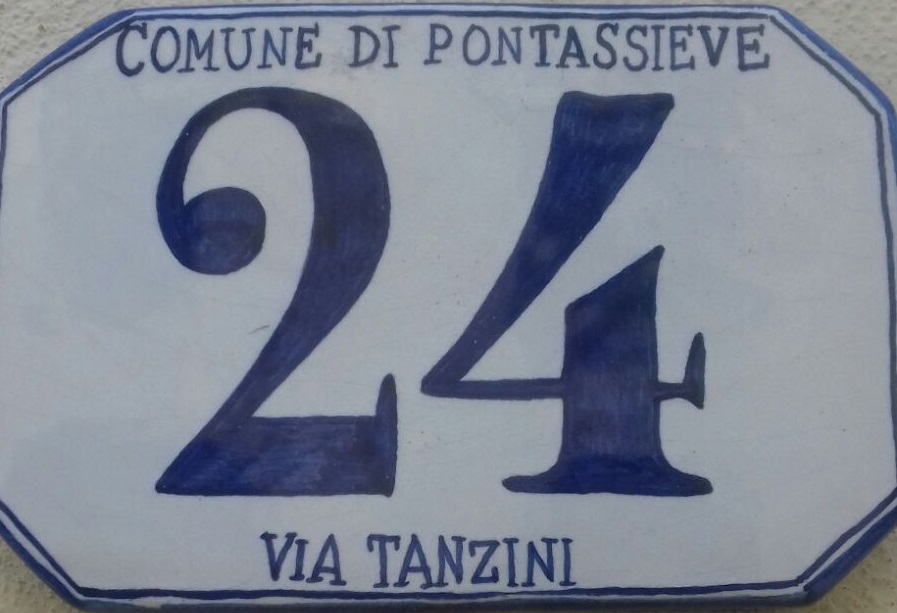 COMUNE DI PONTASSIEVE
24
VIA TANZINI